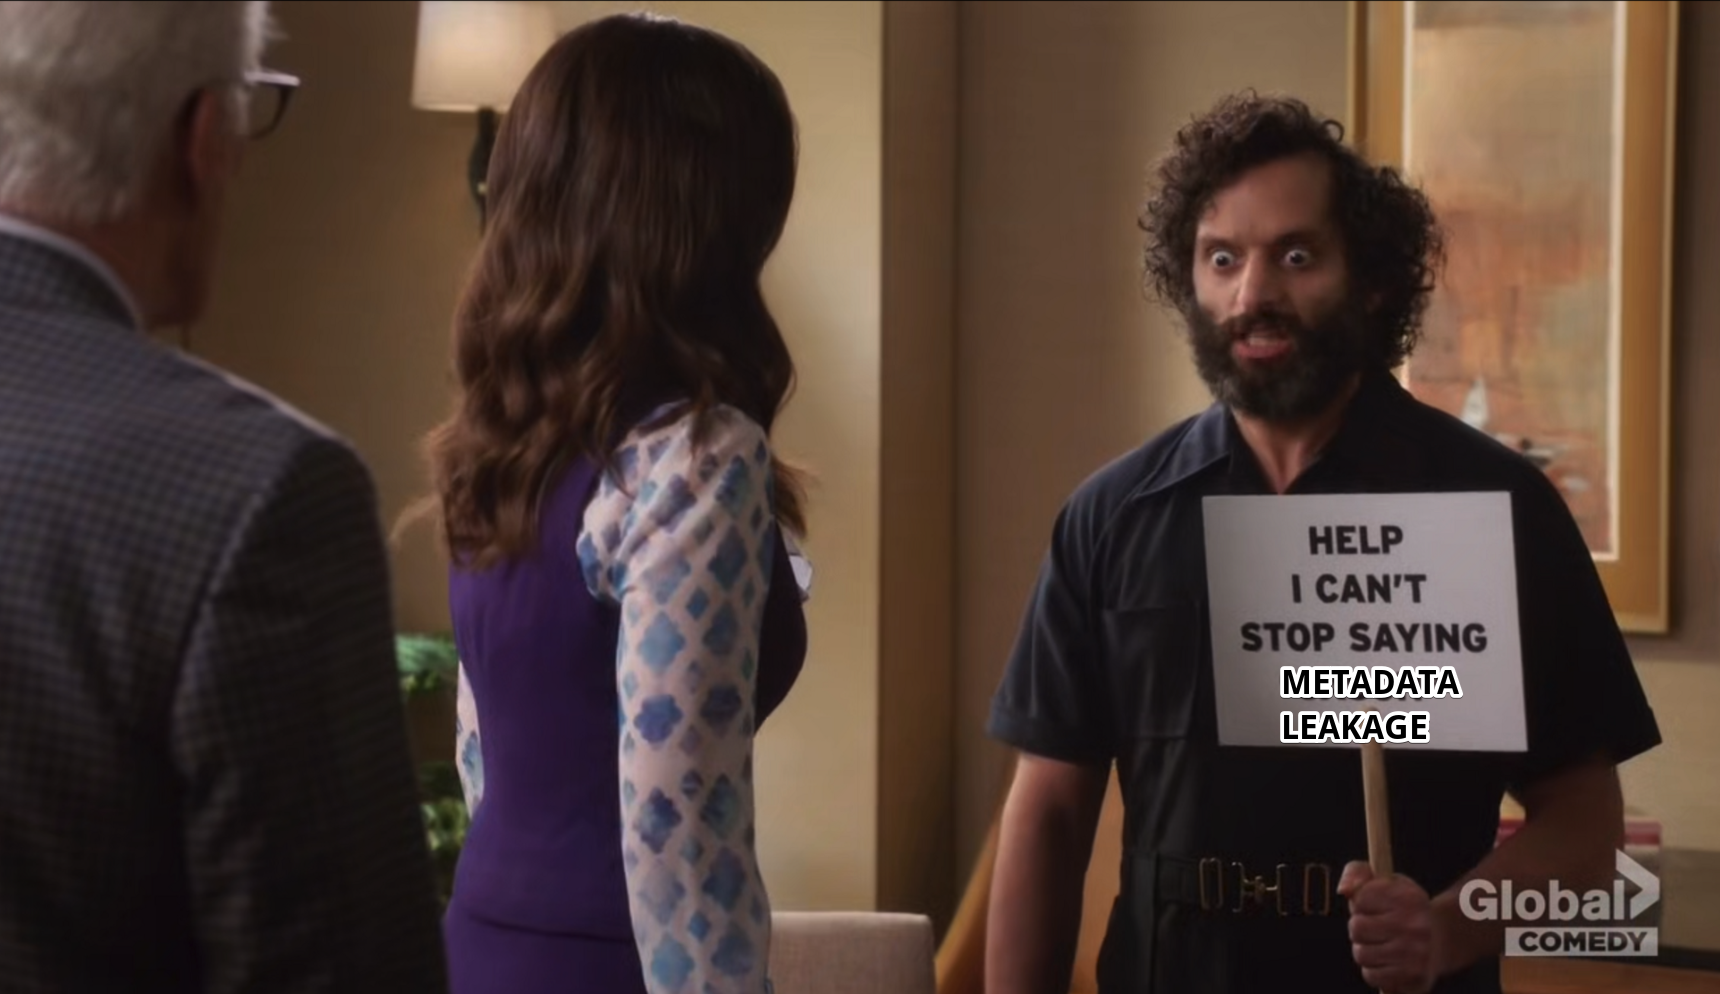 HELP
I CAN'T
STOP SAYING
METADATA
LEAKAGE
Global
COMEDY